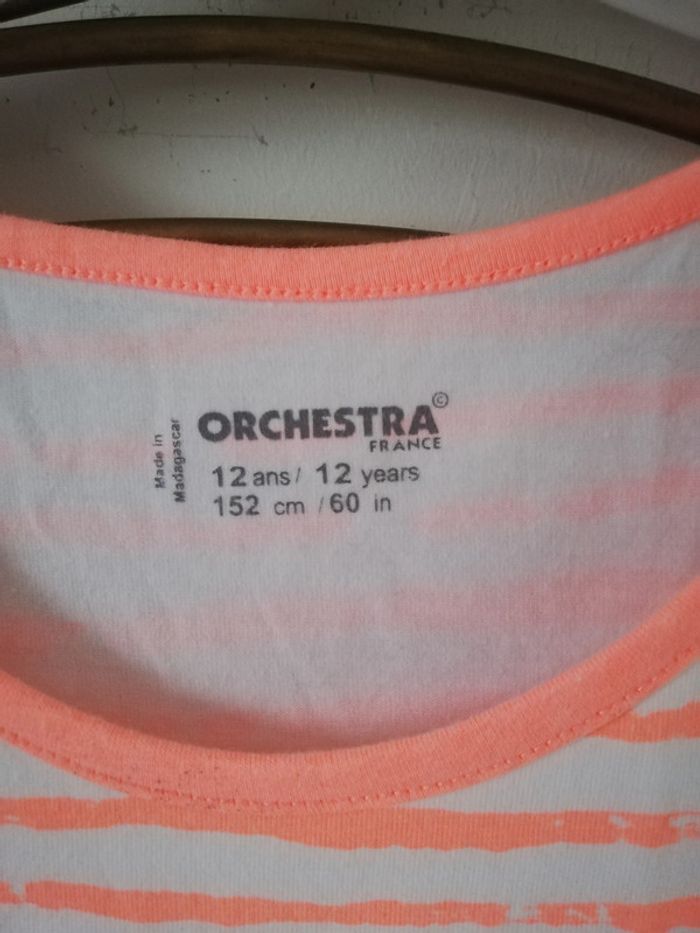 ORCHESTRA©
FRANCE
Made in
Madagascar
12 ans/ 12 years
152 cm /60 in